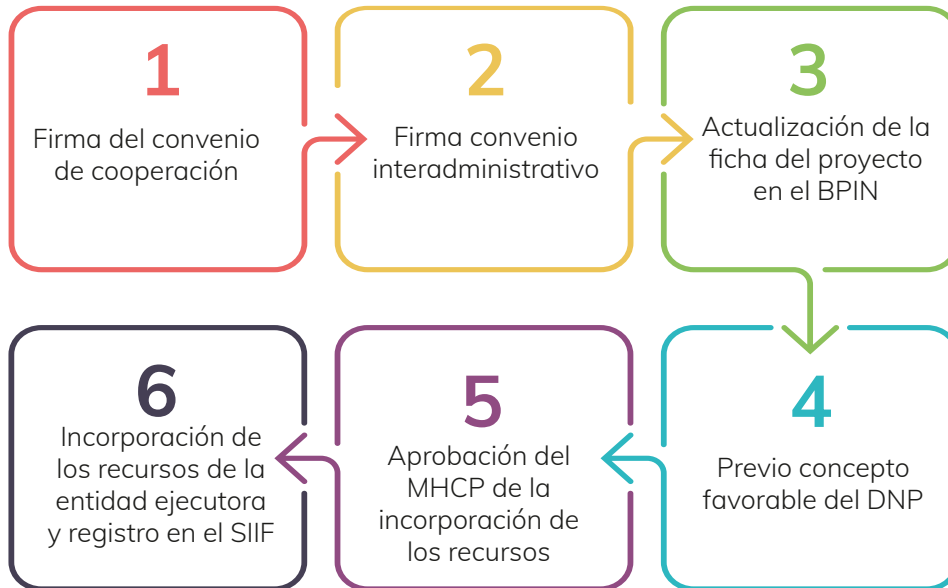 1
Firma del convenio
de cooperación
2
Firma convenio
interadministrativo
3
Actualización de la
ficha del proyecto
en el BPIN
4
Previo concepto
favorable del DNP
5
Aprobación del
MHCP de la
incorporación de
los recursos
6
Incorporación de
los recursos de la
entidad ejecutora
y registro en el SIIF